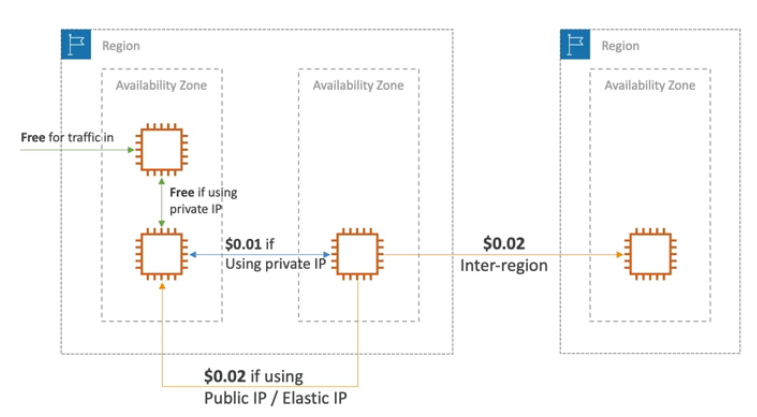 Region
Region
Availability Zone
Availability Zone
Availability Zone
Free for traffic in
Free if using
private IP
$0.01 if
Using private IP
$0.02
Inter-region
$0.02 if using
Public IP / Elastic IP